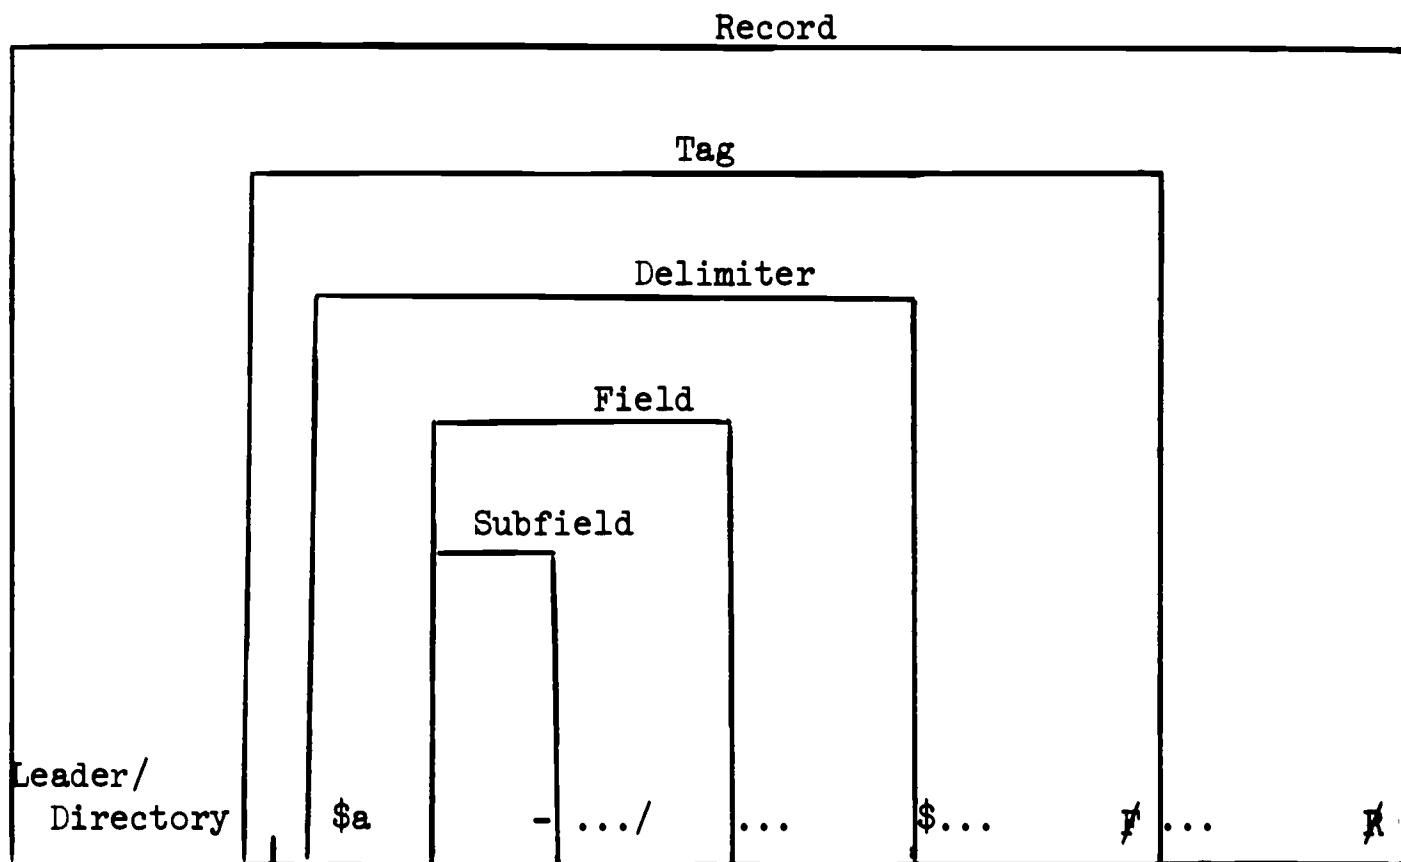 Record
Tag
Delimiter
Field
Subfield
Leader/
Directory $a - .../ ... $... F̸ ... R̸